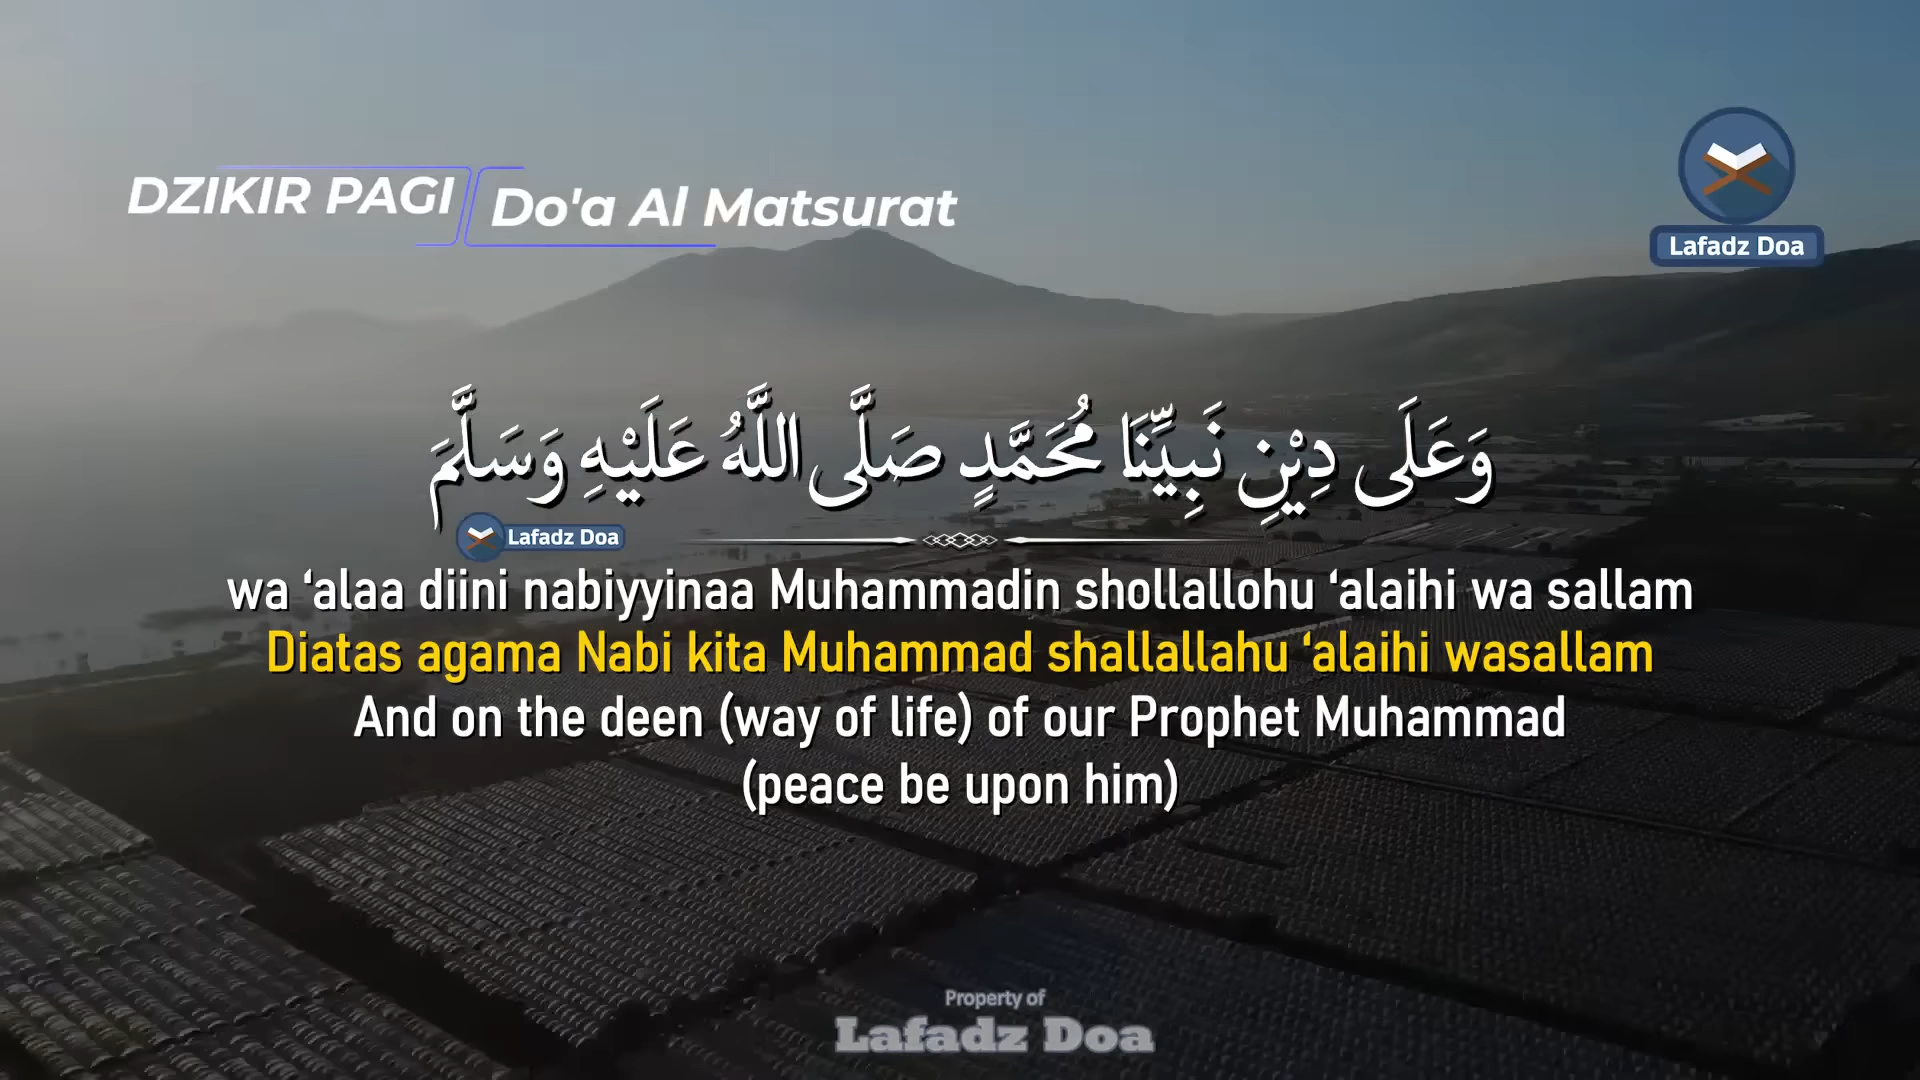 DZIKIR PAGI
Do'a Al Matsurat
Lafadz Doa
وَعَلَى دِيْنِ نَبِيِّنَا مُحَمَّدٍ صَلَّى اللَّهُ عَلَيْهِ وَسَلَّمَ
Lafadz Doa
wa ‘alaa diini nabiyyinaa Muhammadin shollallohu ‘alaihi wa sallam
Diatas agama Nabi kita Muhammad shallallahu ‘alaihi wasallam
And on the deen (way of life) of our Prophet Muhammad
(peace be upon him)
Property of
Lafadz Doa